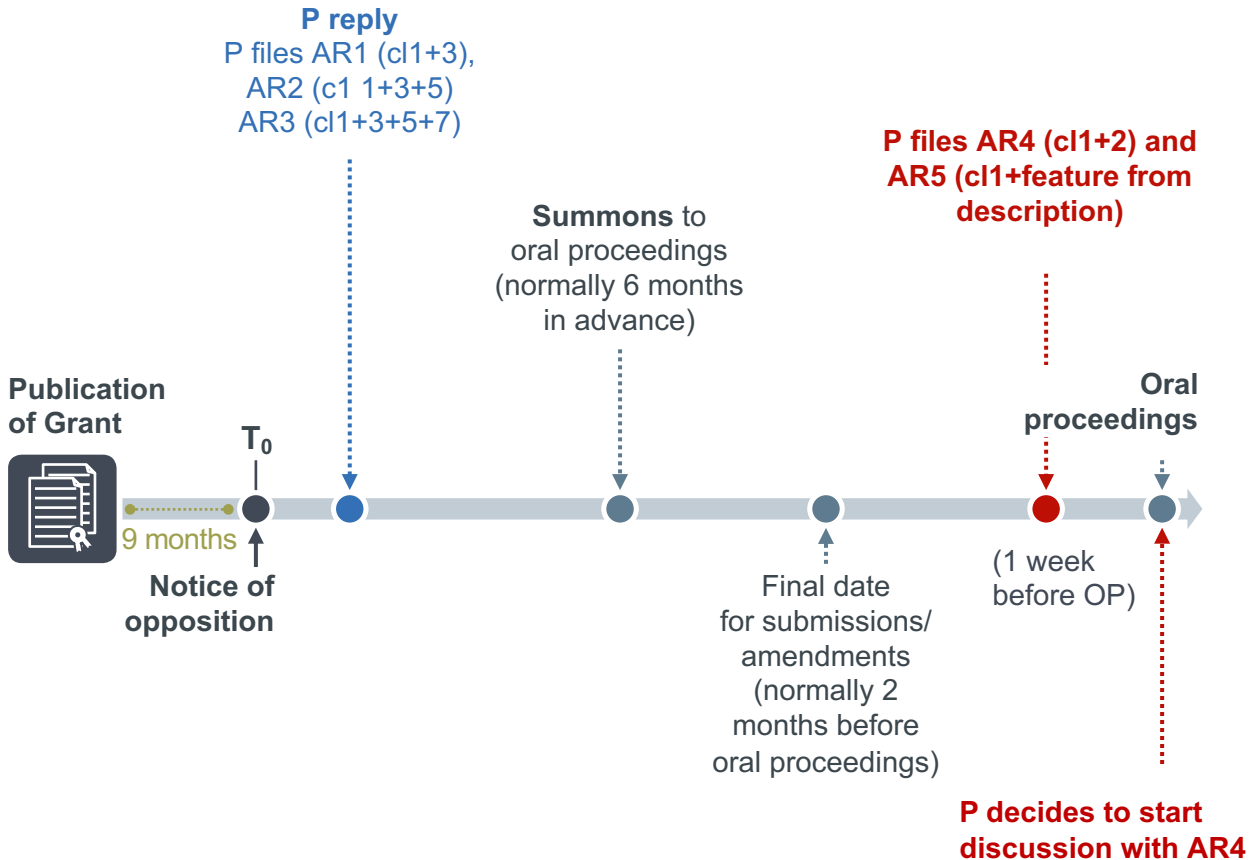 P reply
P files AR1 (cl1+3),
AR2 (c1 1+3+5)
AR3 (cl1+3+5+7)
P files AR4 (cl1+2) and
AR5 (cl1+feature from
description)
Summons to
oral proceedings
(normally 6 months
in advance)
Publication
of Grant
T₀
Oral
proceedings
9 months
Notice of
opposition
Final date
for submissions/
amendments
(normally 2
months before
oral proceedings)
(1 week
before OP)
P decides to start
discussion with AR4